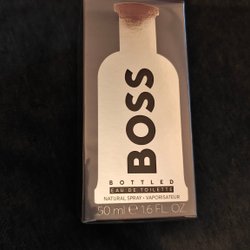 BOSS
BOTTLED
EAU DE TOILETTE
NATURAL SPRAY • VAPORISATEUR
50 ml e 1.6 FL. OZ.